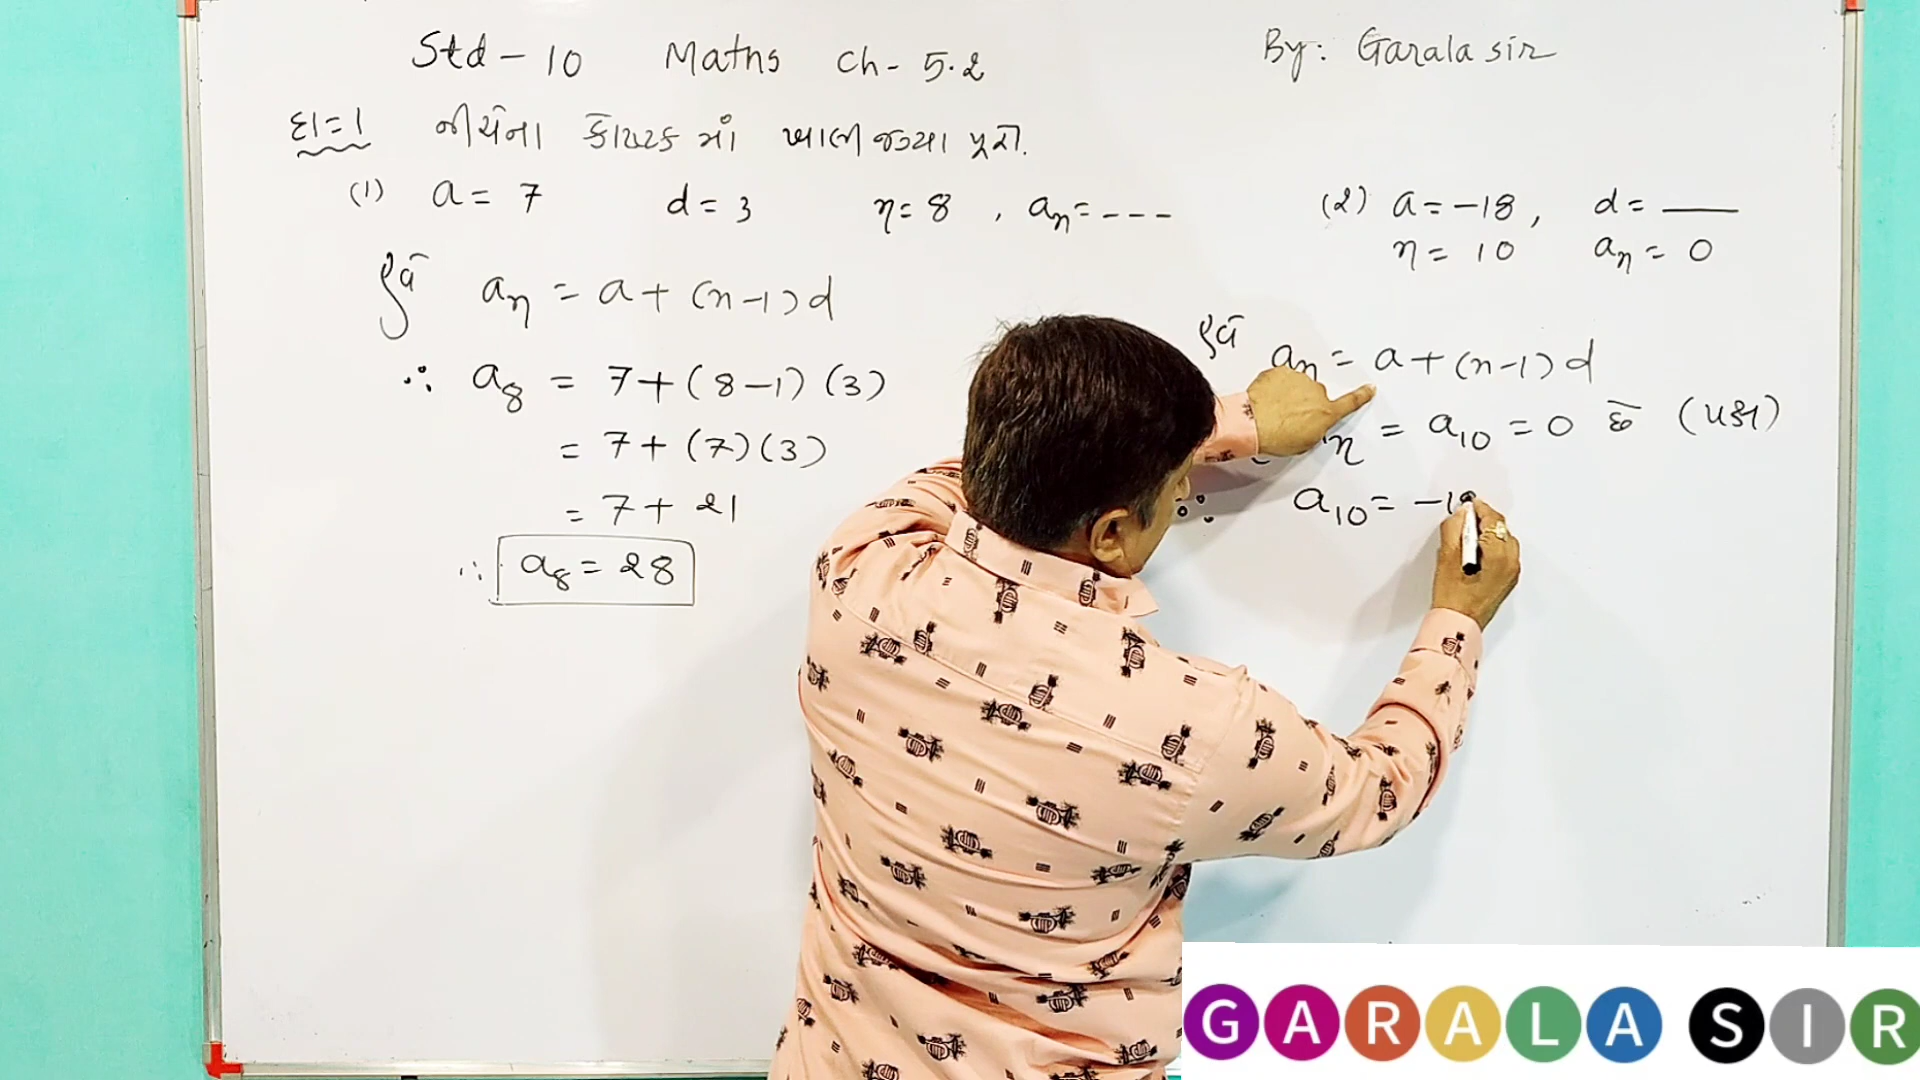 Std - 10 Maths Ch - 5.2
By: Garala sir
દા=1 નીચેના કોષ્ટક માં ખાલી જગ્યા પૂરો.
(1) a = 7 d = 3 n = 8 , an = ---
હવે an = a + (n-1)d
∴ a8 = 7+(8-1)(3)
= 7+(7)(3)
= 7+ 21
∴ a8 = 28
(2) a = -18, d = ___
n = 10 an = 0
હવે an = a + (n-1)d
n = a10 = 0 છે
∴ a10 = -18
GARALA SIR